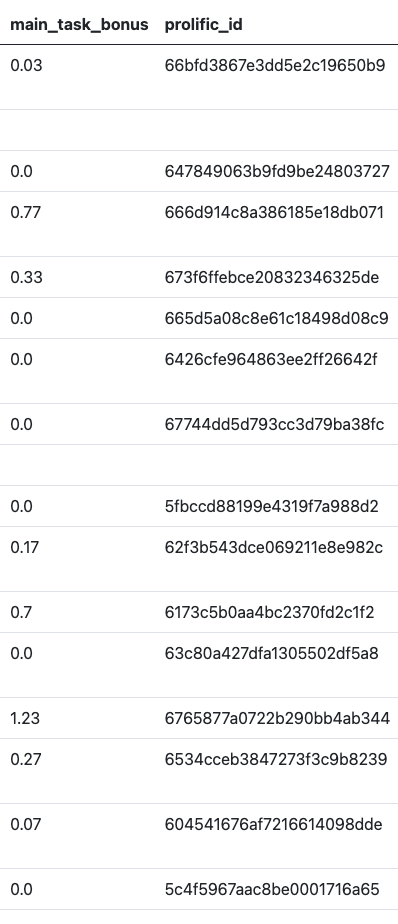 main_task_bonus prolific_id
0.03 66bfd3867e3dd5e2c19650b9
0.0 647849063b9fd9be24803727
0.77 666d914c8a386185e18db071
0.33 673f6ffebce20832346325de
0.0 665d5a08c8e61c18498d08c9
0.0 6426cfe964863ee2ff26642f
0.0 67744dd5d793cc3d79ba38fc
0.0 5fbccd88199e4319f7a988d2
0.17 62f3b543dce069211e8e982c
0.7 6173c5b0aa4bc2370fd2c1f2
0.0 63c80a427dfa1305502df5a8
1.23 6765877a0722b290bb4ab344
0.27 6534cceb3847273f3c9b8239
0.07 604541676af7216614098dde
0.0 5c4f5967aac8be0001716a65